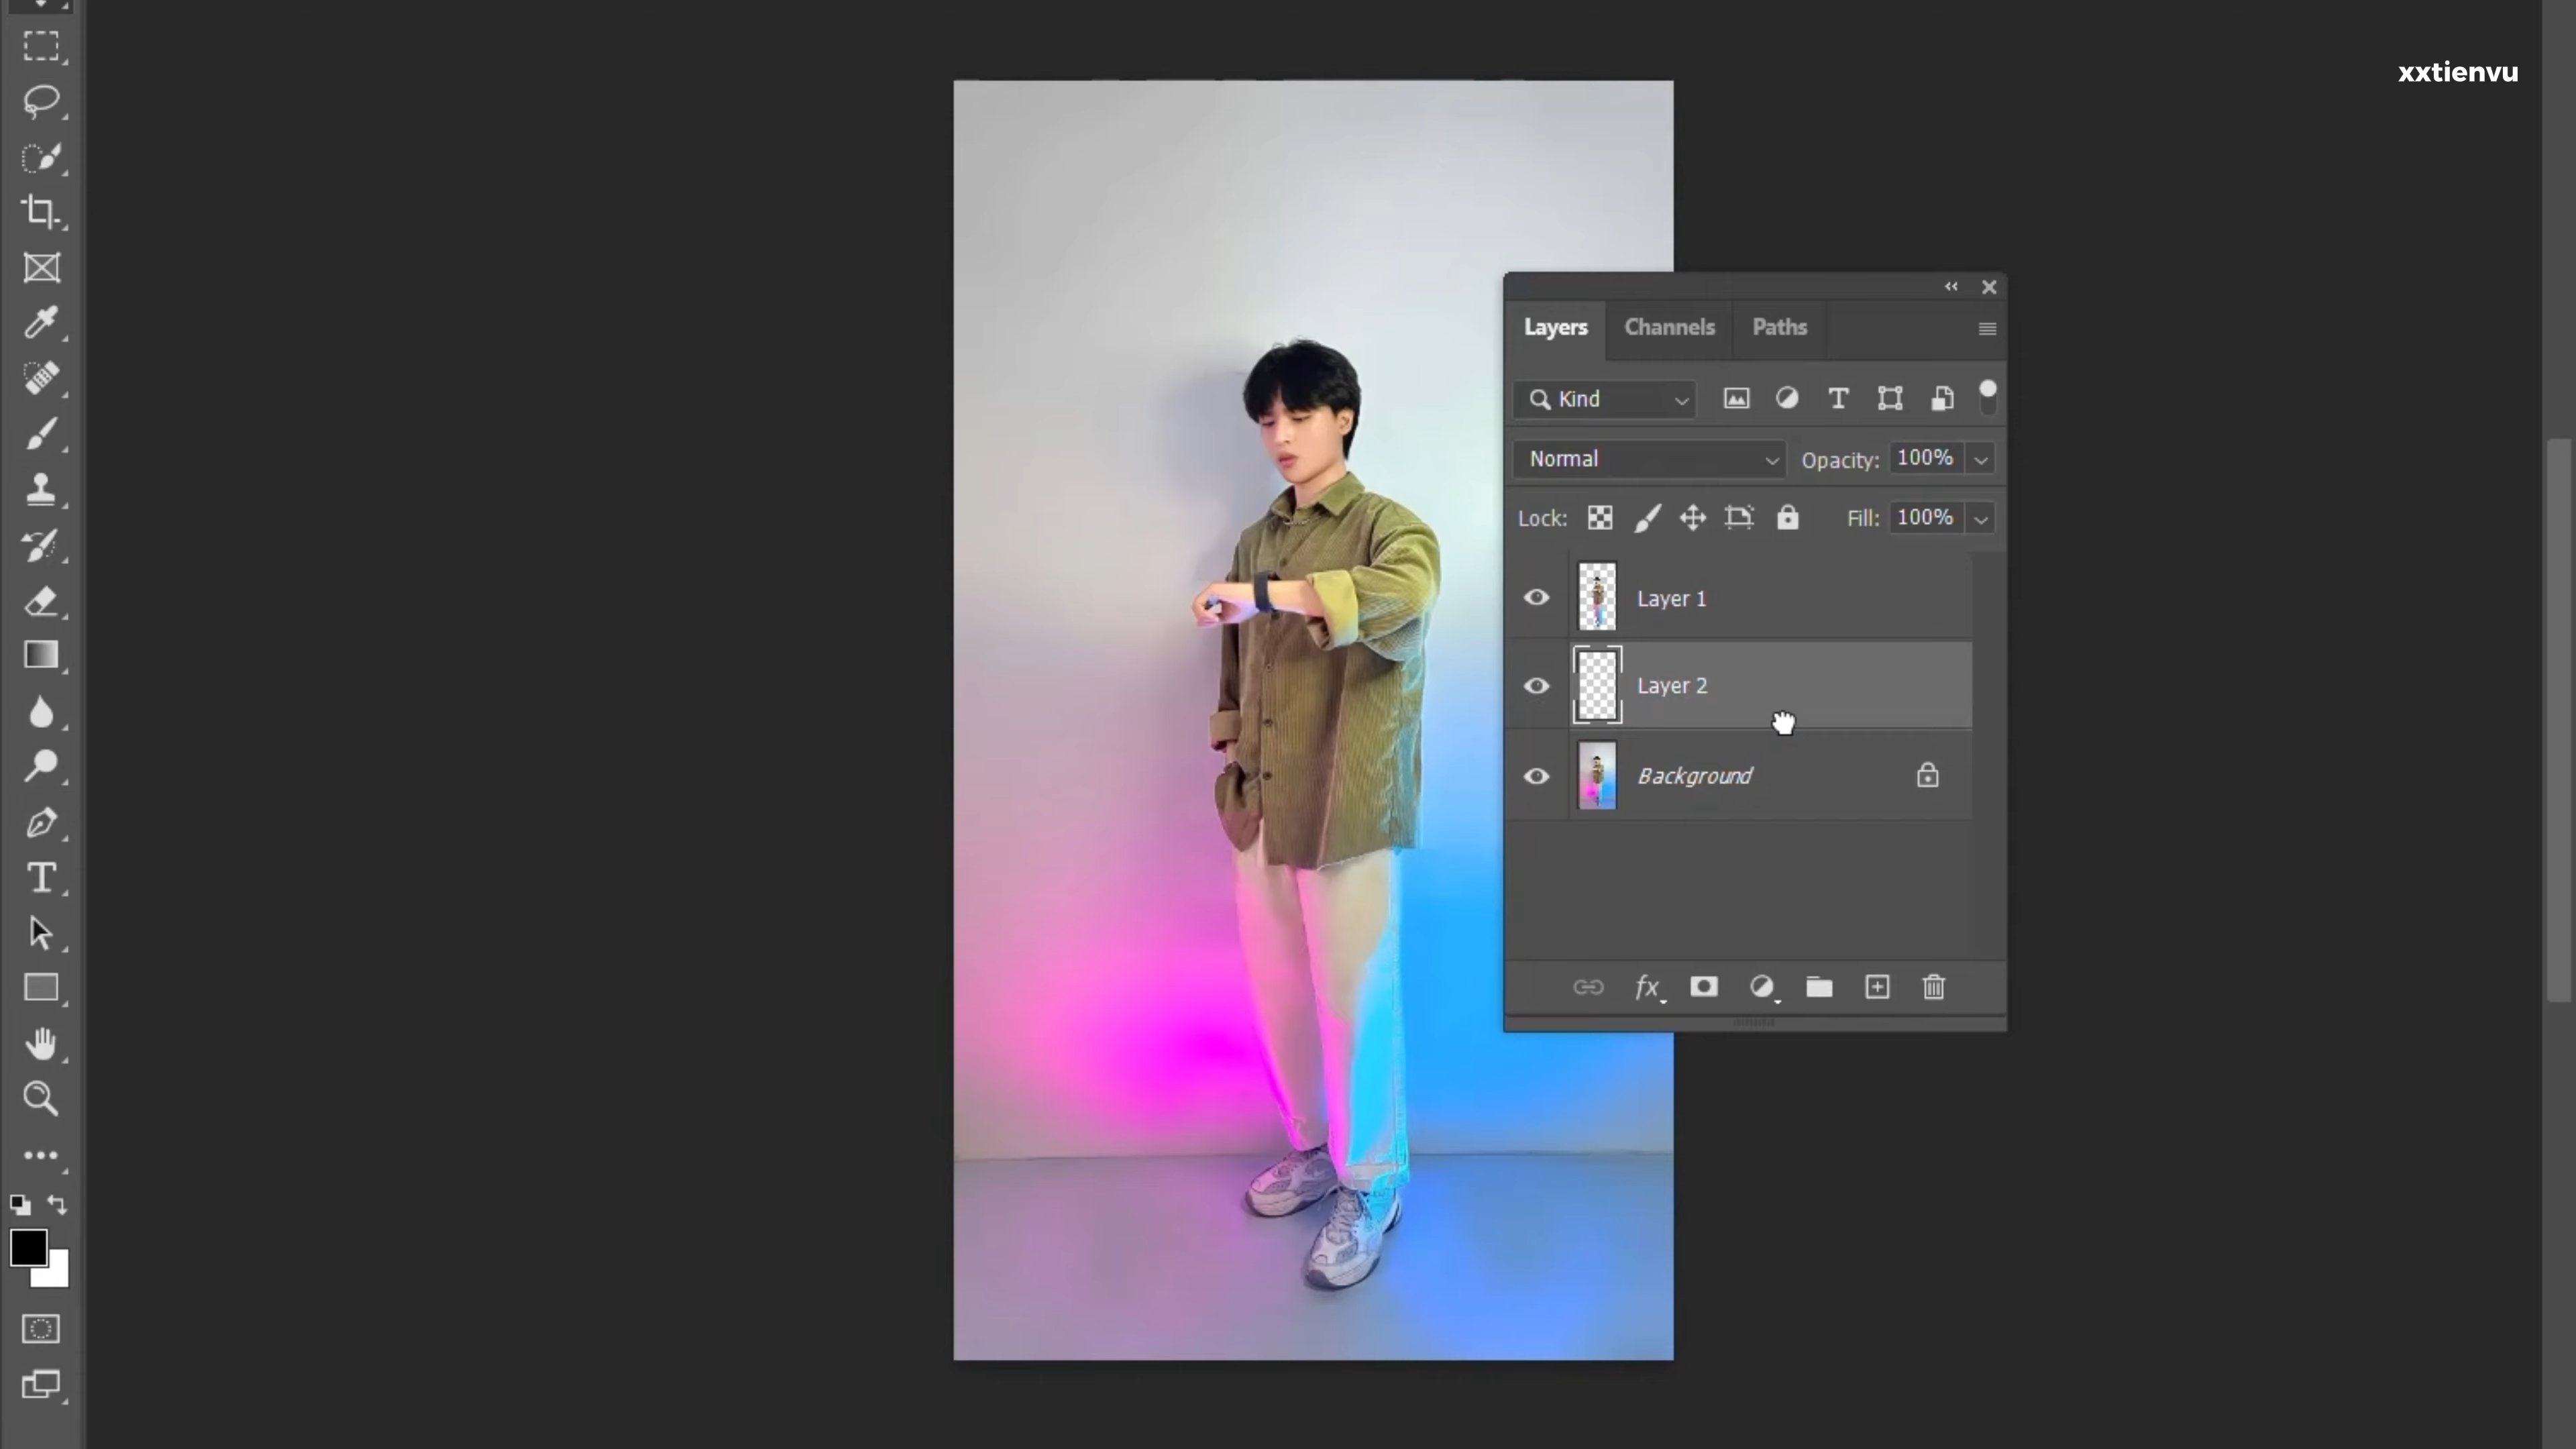 xxtienvu
Layers Channels Paths
Kind
Normal Opacity: 100%
Lock: Fill: 100%
Layer 1
Layer 2
Background
fx